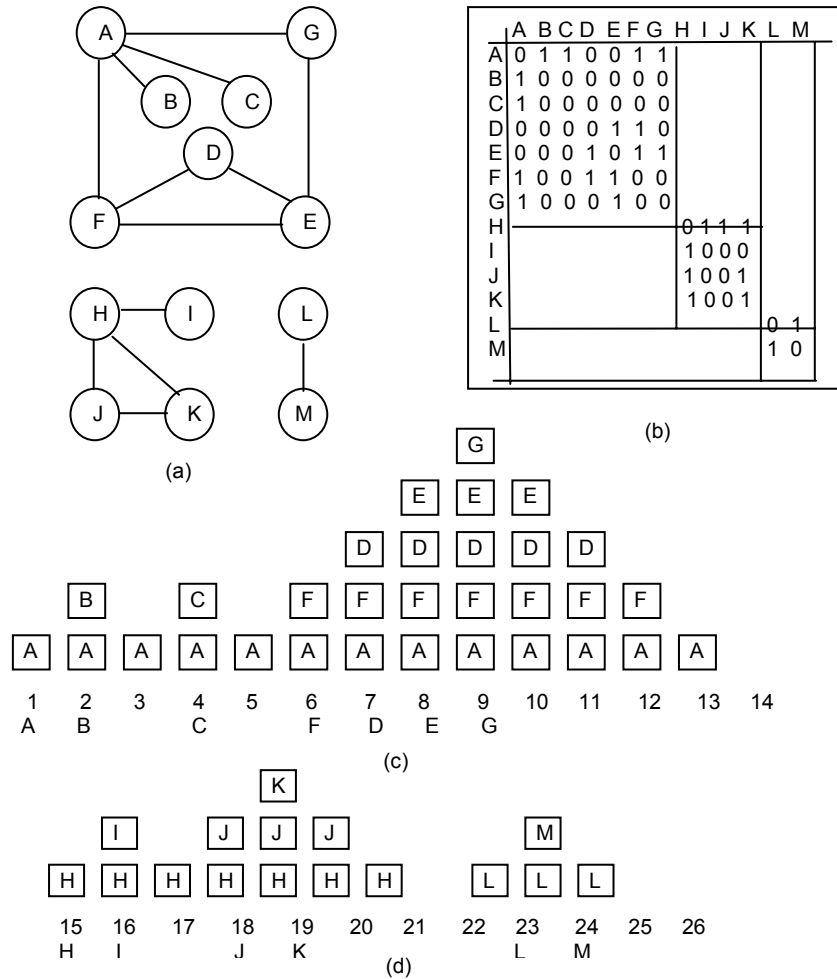 A G
B C
D
F E
H I L
J K M
(a)
A B C D E F G H I J K L M
A 0 1 1 0 0 1 1
B 1 0 0 0 0 0 0
C 1 0 0 0 0 0 0
D 0 0 0 0 1 1 0
E 0 0 0 1 0 1 1
F 1 0 0 1 1 0 0
G 1 0 0 0 1 0 0
H 0 1 1 1
I 1 0 0 0
J 1 0 0 1
K 1 0 0 1
L 0 1
M 1 0
(b)
G
E E E
D D D D D
B C F F F F F F F
A A A A A A A A A A A A A
1 2 3 4 5 6 7 8 9 10 11 12 13 14
A B C F D E G
(c)
K
I J J J M
H H H H H H H L L L
15 16 17 18 19 20 21 22 23 24 25 26
H I J K L M
(d)